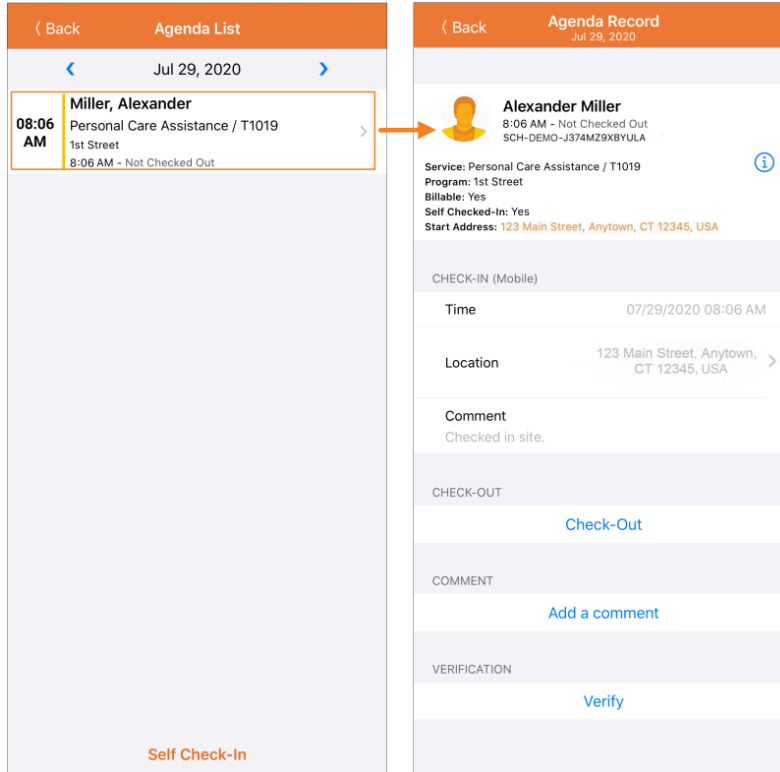 Back
Agenda List
Jul 29, 2020
08:06
AM
Miller, Alexander
Personal Care Assistance / T1019
1st Street
8:06 AM - Not Checked Out
Self Check-In
Back
Agenda Record
Jul 29, 2020
Alexander Miller
8:06 AM - Not Checked Out
SCH-DEMO-J374MZ9XBYULA
Service: Personal Care Assistance / T1019
Program: 1st Street
Billable: Yes
Self Checked-In: Yes
Start Address: 123 Main Street, Anytown, CT 12345, USA
CHECK-IN (Mobile)
Time
07/29/2020 08:06 AM
Location
123 Main Street, Anytown,
CT 12345, USA
Comment
Checked in site.
CHECK-OUT
Check-Out
COMMENT
Add a comment
VERIFICATION
Verify